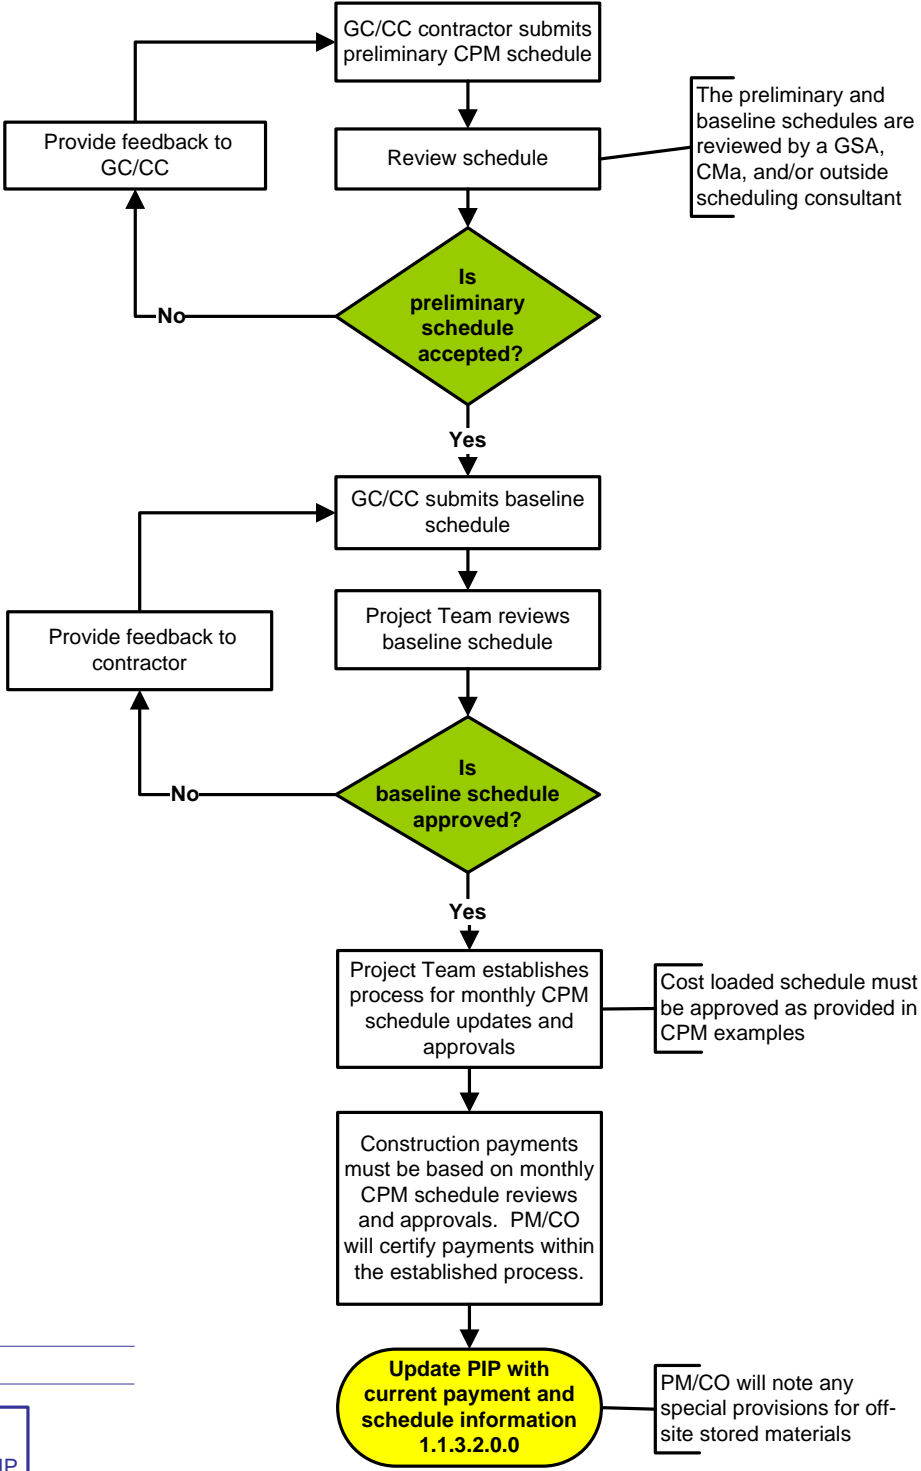 GC/CC contractor submits
preliminary CPM schedule
Provide feedback to
GC/CC
Review schedule
The preliminary and
baseline schedules are
reviewed by a GSA,
CMa, and/or outside
scheduling consultant
Is
preliminary
schedule
accepted?
No
Yes
GC/CC submits baseline
schedule
Project Team reviews
baseline schedule
Provide feedback to
contractor
Is
baseline schedule
approved?
No
Yes
Project Team establishes
process for monthly CPM
schedule updates and
approvals
Cost loaded schedule must
be approved as provided in
CPM examples
Construction payments
must be based on monthly
CPM schedule reviews
and approvals.  PM/CO
will certify payments within
the established process.
Update PIP with
current payment and
schedule information
1.1.3.2.0.0
PM/CO will note any
special provisions for off-
site stored materials